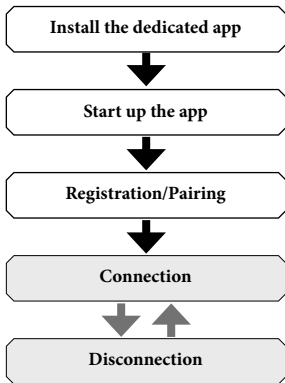 Install the dedicated app
Start up the app
Registration/Pairing
Connection
Disconnection